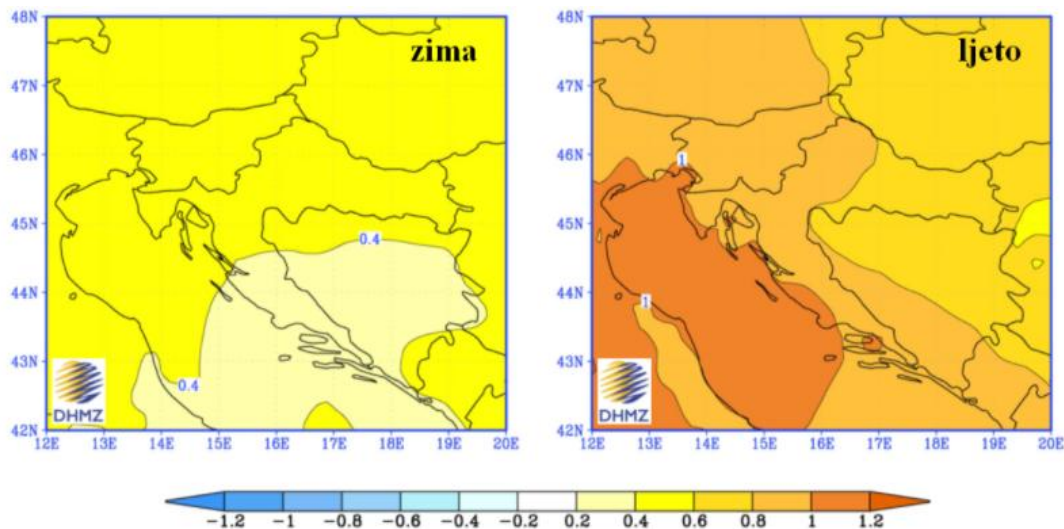 zima
48N
47N
46N
45N
44N
43N
42N
0.4
0.4
DHMZ
12E 13E 14E 15E 16E 17E 18E 19E 20E
ljeto
48N
47N
46N
45N
44N
43N
42N
1
1
DHMZ
12E 13E 14E 15E 16E 17E 18E 19E 20E
-1.2 -1 -0.8 -0.6 -0.4 -0.2 0.2 0.4 0.6 0.8 1 1.2